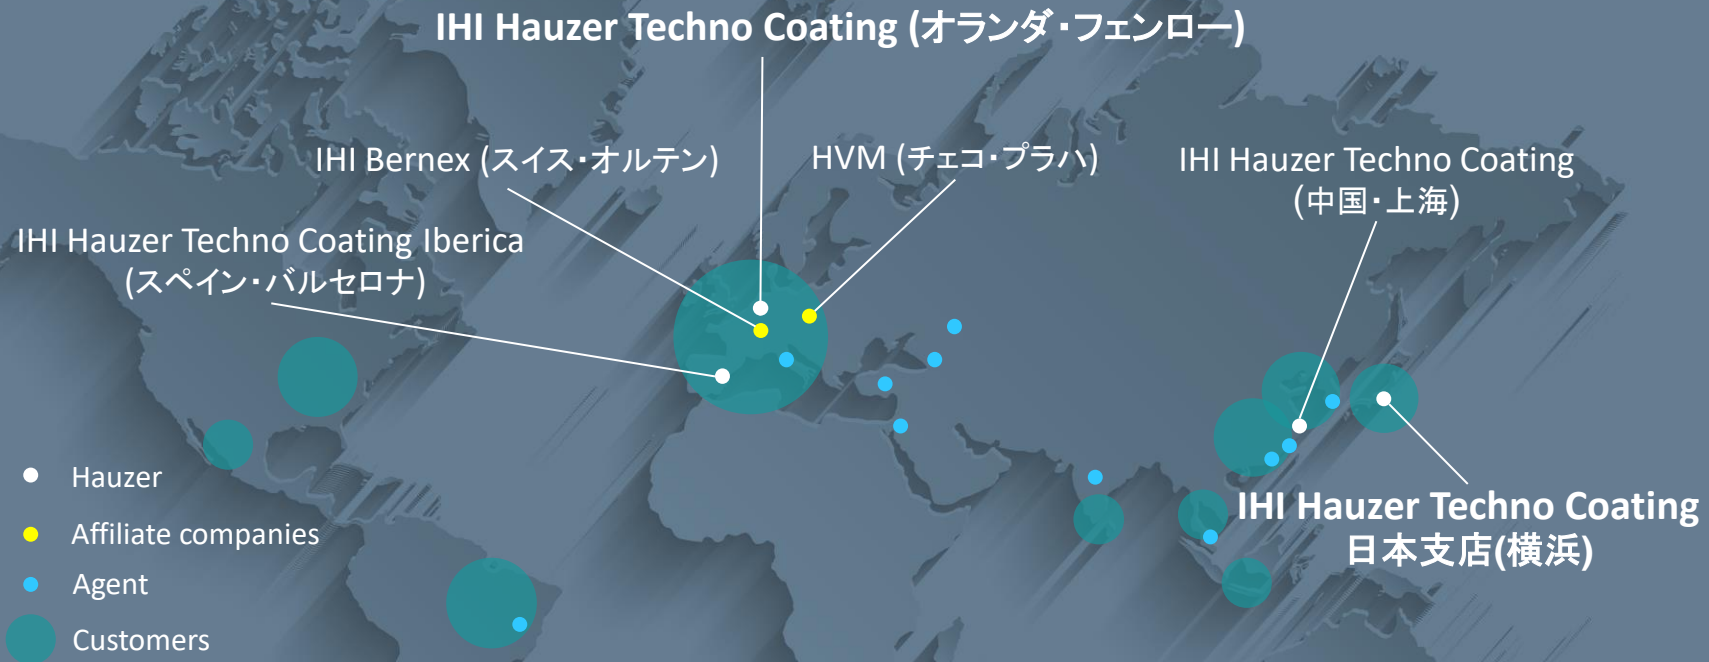 IHI Hauzer Techno Coating (オランダ・フェンロー)
IHI Bernex (スイス・オルテン)
HVM (チェコ・プラハ)
IHI Hauzer Techno Coating
(中国・上海)
IHI Hauzer Techno Coating Iberica
(スペイン・バルセロナ)
Hauzer
Affiliate companies
Agent
Customers
IHI Hauzer Techno Coating
日本支店(横浜)